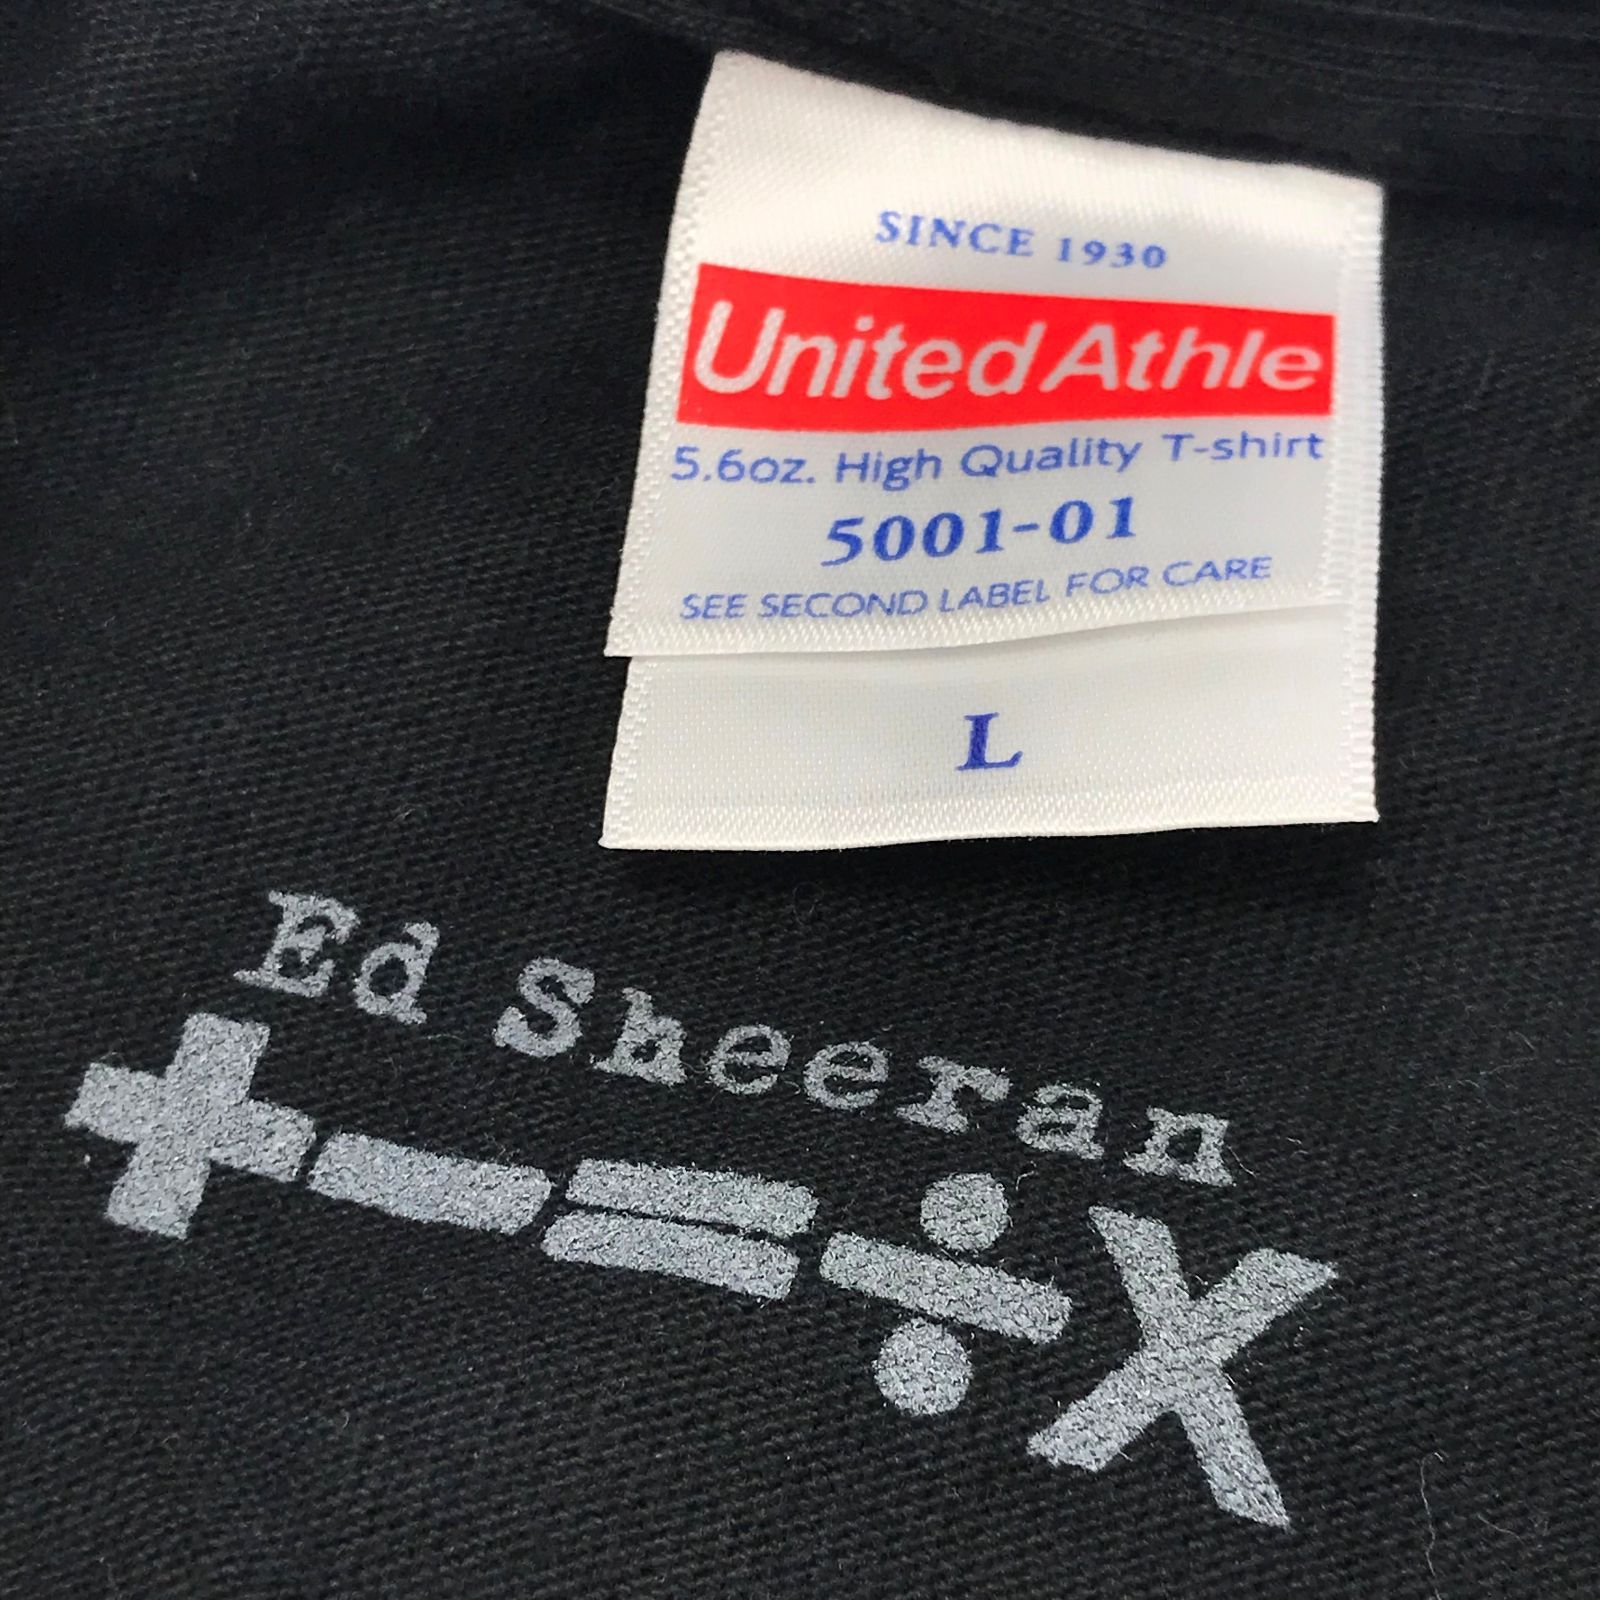 SINCE 1930
United Athle
5.6oz. High Quality T-shirt
5001-01
SEE SECOND LABEL FOR CARE
L
Ed Sheeran
+-=÷X